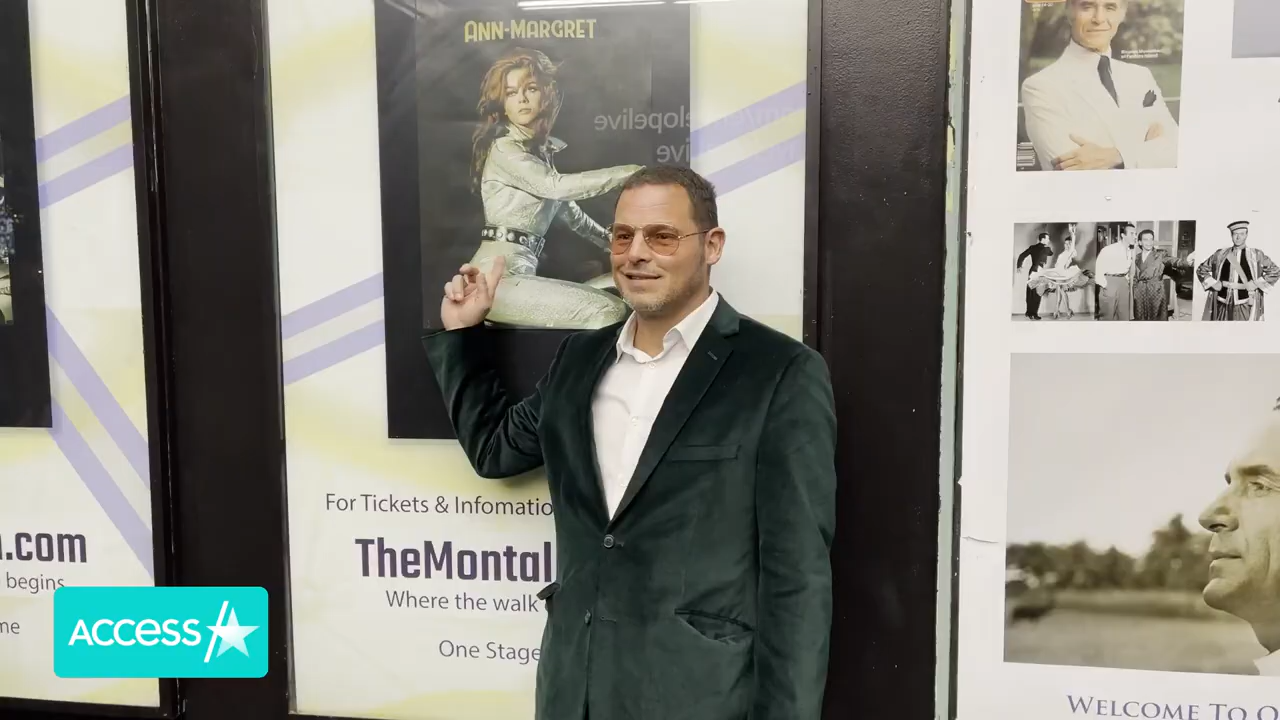 ANN-MARGRET
elopelive
ive
For Tickets & Infomatio
TheMontal
Where the walk
One Stage
.com
begins
me
ACCESS
WELCOME TO O